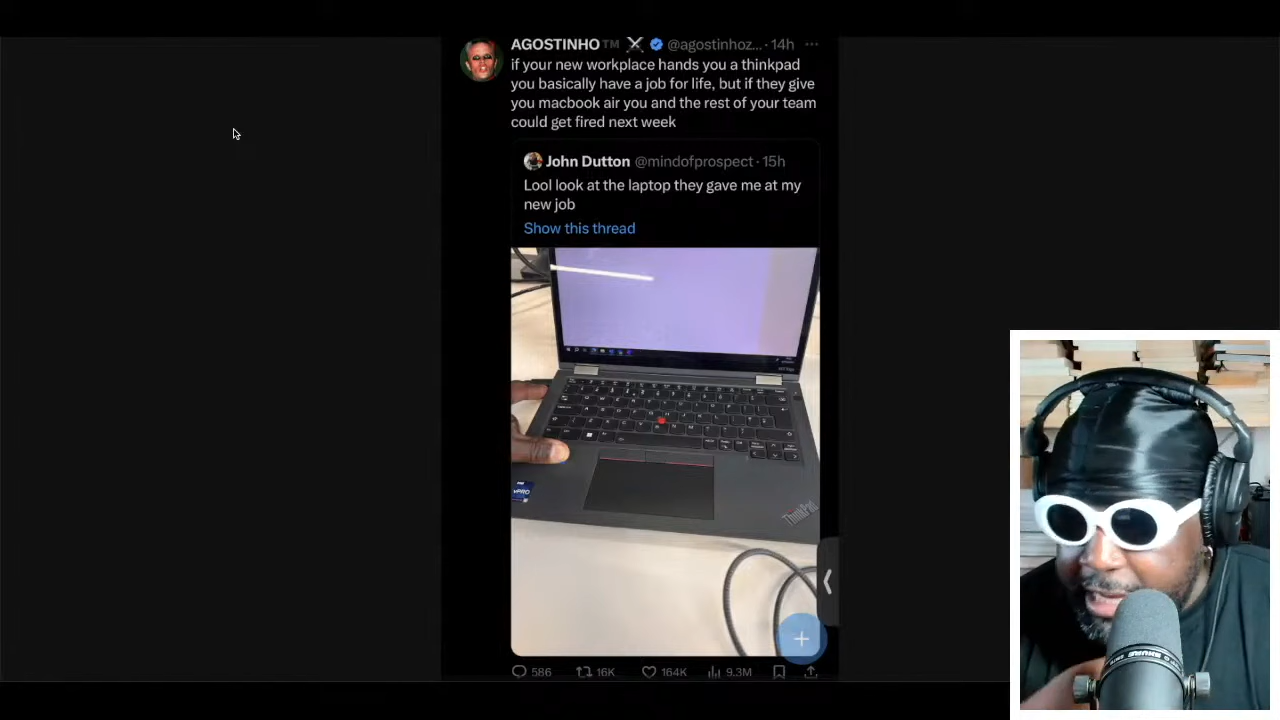 AGOSTINHO™ @agostinhoz... · 14h
if your new workplace hands you a thinkpad
you basically have a job for life, but if they give
you macbook air you and the rest of your team
could get fired next week
John Dutton @mindofprospect · 15h
Lool look at the laptop they gave me at my
new job
Show this thread
vPRO
ThinkPad
586 16K 164K 9.3M
SHURE